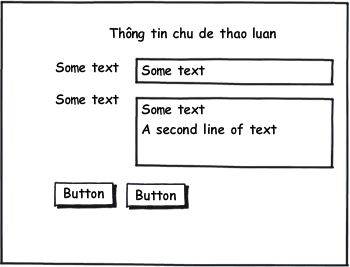 Thông tin chu de thao luan
Some text Some text
Some text Some text
A second line of text
Button Button